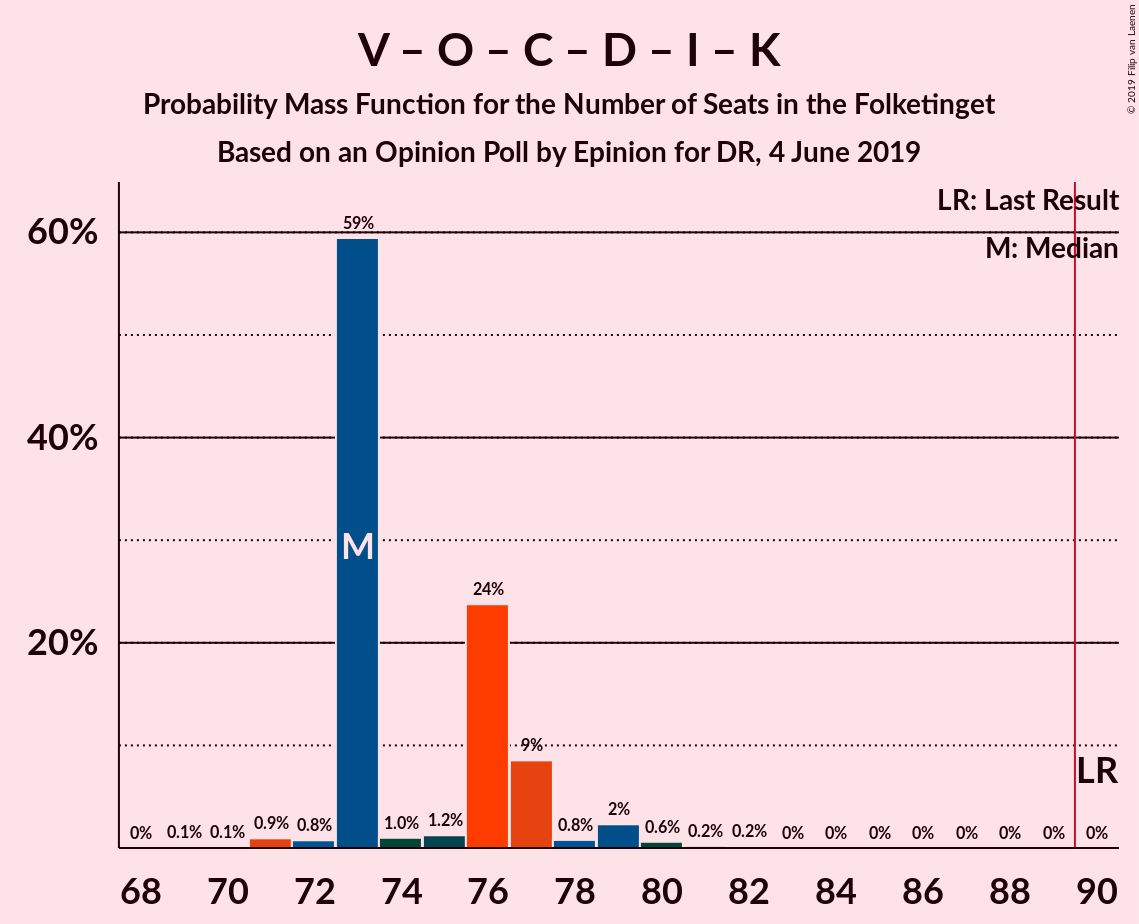 V – O – C – D – I – K
Probability Mass Function for the Number of Seats in the Folketinget
Based on an Opinion Poll by Epinion for DR, 4 June 2019
© 2019 Filip van Laenen
LR: Last Result
M: Median
60%
40%
20%
59%
M
24%
9%
LR
0%
0.1%
0.1%
0.9%
0.8%
1.0%
1.2%
0.8%
2%
0.6%
0.2%
0.2%
0%
0%
0%
0%
0%
0%
0%
0%
68 70 72 74 76 78 80 82 84 86 88 90